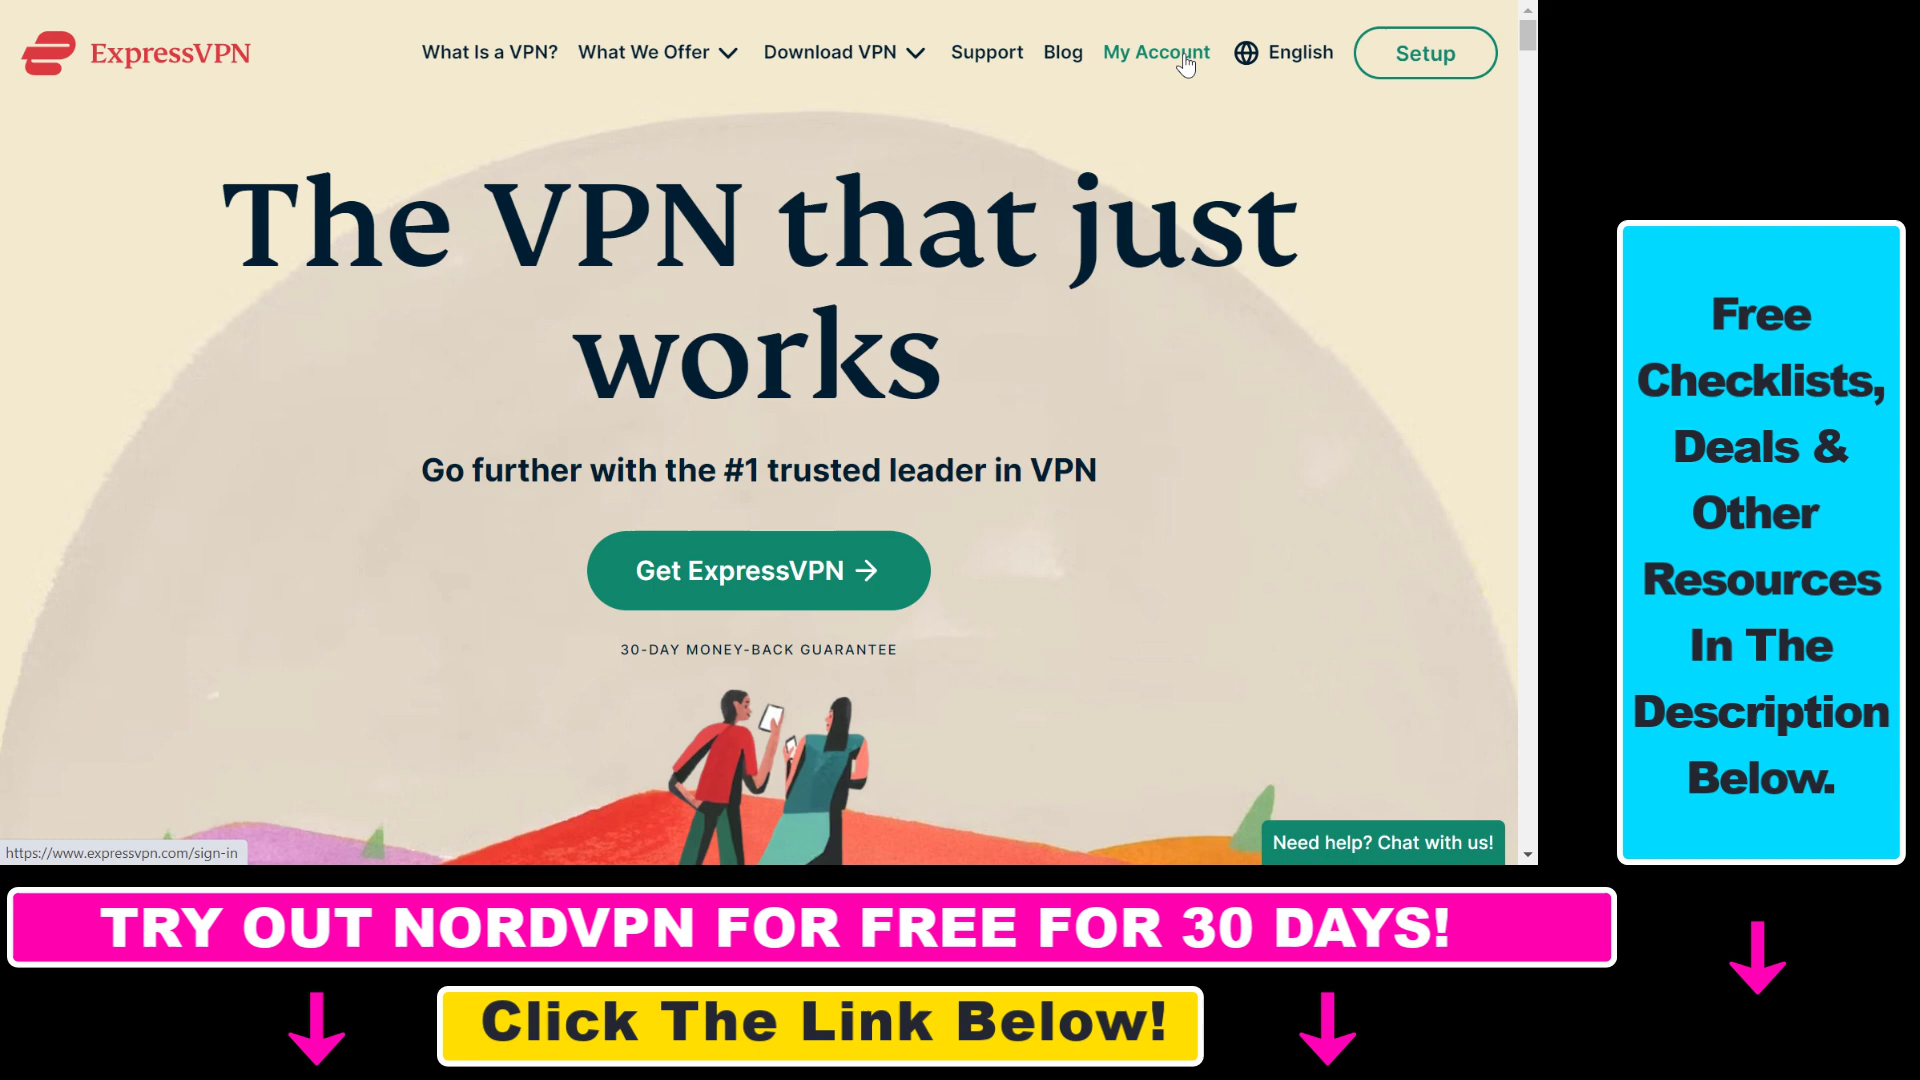 ExpressVPN
What Is a VPN? What We Offer Download VPN Support Blog My Account English Setup
The VPN that just
works
Go further with the #1 trusted leader in VPN
Get ExpressVPN →
30-DAY MONEY-BACK GUARANTEE
Need help? Chat with us!
https://www.expressvpn.com/sign-in
Free
Checklists,
Deals &
Other
Resources
In The
Description
Below.
TRY OUT NORDVPN FOR FREE FOR 30 DAYS!
Click The Link Below!